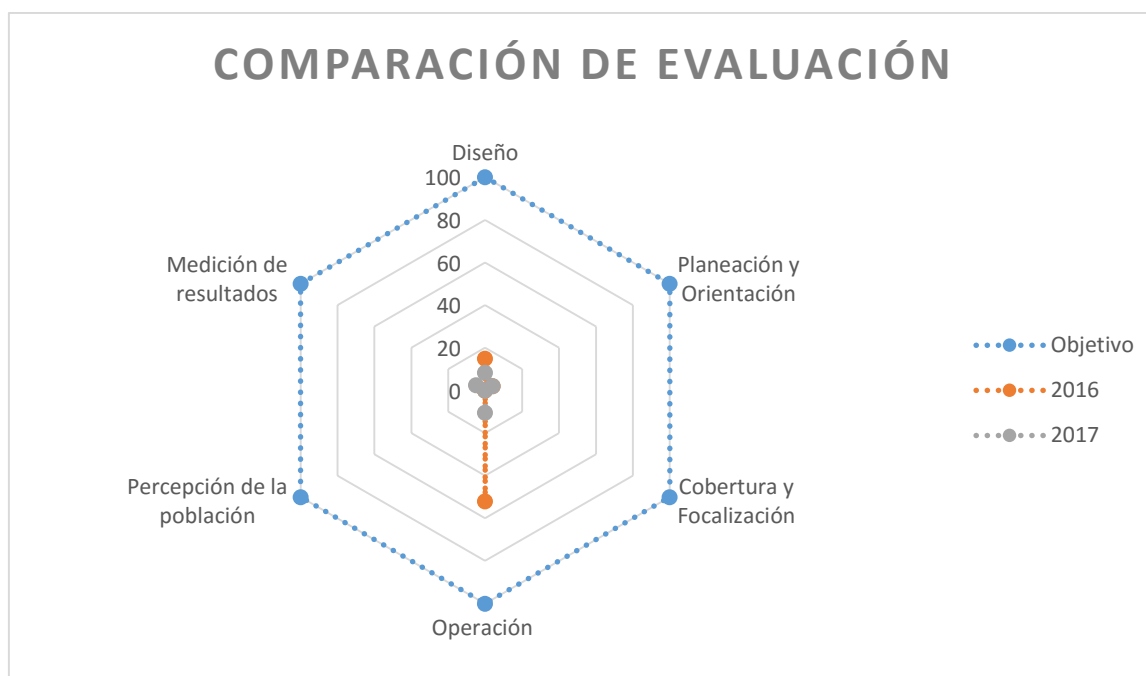 COMPARACIÓN DE EVALUACIÓN
Diseño
100
80
60
40
20
0
Planeación y
Orientación
Cobertura y
Focalización
Operación
Percepción de la
población
Medición de
resultados
Objetivo
2016
2017